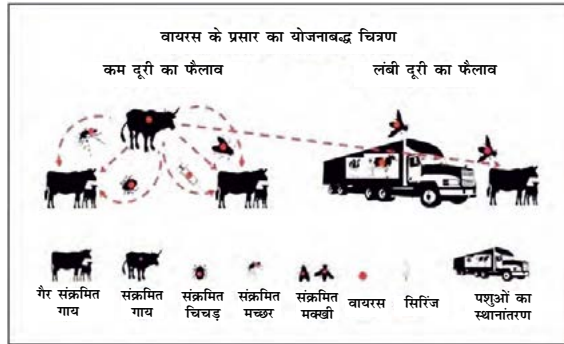 वायरस के प्रसार का योजनाबद्ध चित्रण
कम दूरी का फैलाव
लंबी दूरी का फैलाव
गैर संक्रमित
गाय
संक्रमित
गाय
संक्रमित
चिचड़
संक्रमित
मच्छर
संक्रमित
मक्खी
वायरस
सिरिंज
पशुओं का
स्थानांतरण